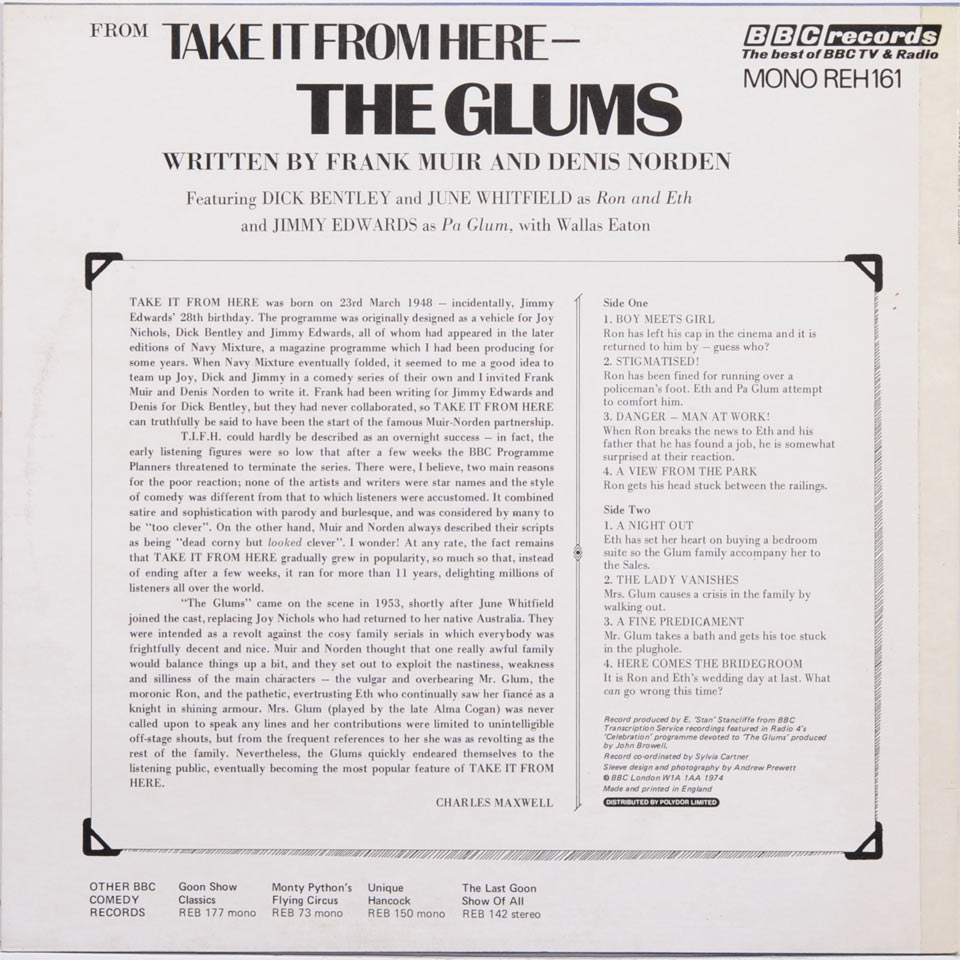 FROM TAKE IT FROM HERE—
BBC records
The best of BBC TV & Radio
MONO REH 161
THE GLUMS
WRITTEN BY FRANK MUIR AND DENIS NORDEN
Featuring DICK BENTLEY and JUNE WHITFIELD as Ron and Eth
and JIMMY EDWARDS as Pa Glum, with Wallas Eaton
TAKE IT FROM HERE was born on 23rd March 1948 – incidentally, Jimmy
Edwards' 28th birthday. The programme was originally designed as a vehicle for Joy
Nichols, Dick Bentley and Jimmy Edwards, all of whom had appeared in the later
editions of Navy Mixture, a magazine programme which I had been producing for
some years. When Navy Mixture eventually folded, it seemed to me a good idea to
team up Joy, Dick and Jimmy in a comedy series of their own and I invited Frank
Muir and Denis Norden to write it. Frank had been writing for Jimmy Edwards and
Denis for Dick Bentley, but they had never collaborated, so TAKE IT FROM HERE
can truthfully be said to have been the start of the famous Muir-Norden partnership.
T.I.F.H. could hardly be described as an overnight success – in fact, the
early listening figures were so low that after a few weeks the BBC Programme
Planners threatened to terminate the series. There were, I believe, two main reasons
for the poor reaction; none of the artists and writers were star names and the style
of comedy was different from that to which listeners were accustomed. It combined
satire and sophistication with parody and burlesque, and was considered by many to
be "too clever". On the other hand, Muir and Norden always described their scripts
as being "dead corny but looked clever". I wonder! At any rate, the fact remains
that TAKE IT FROM HERE gradually grew in popularity, so much so that, instead
of ending after a few weeks, it ran for more than 11 years, delighting millions of
listeners all over the world.
"The Glums" came on the scene in 1953, shortly after June Whitfield
joined the cast, replacing Joy Nichols who had returned to her native Australia. They
were intended as a revolt against the cosy family serials in which everybody was
frightfully decent and nice. Muir and Norden thought that one really awful family
would balance things up a bit, and they set out to exploit the nastiness, weakness
and silliness of the main characters – the vulgar and overbearing Mr. Glum, the
moronic Ron, and the pathetic, evertrusting Eth who continually saw her fiancé as a
knight in shining armour. Mrs. Glum (played by the late Alma Cogan) was never
called upon to speak any lines and her contributions were limited to unintelligible
off-stage shouts, but from the frequent references to her she was as revolting as the
rest of the family. Nevertheless, the Glums quickly endeared themselves to the
listening public, eventually becoming the most popular feature of TAKE IT FROM
HERE.
CHARLES MAXWELL
Side One
1. BOY MEETS GIRL
Ron has left his cap in the cinema and it is
returned to him by – guess who?
2. STIGMATISED!
Ron has been fined for running over a
policeman's foot. Eth and Pa Glum attempt
to comfort him.
3. DANGER – MAN AT WORK!
When Ron breaks the news to Eth and his
father that he has found a job, he is somewhat
surprised at their reaction.
4. A VIEW FROM THE PARK
Ron gets his head stuck between the railings.
Side Two
1. A NIGHT OUT
Eth has set her heart on buying a bedroom
suite so the Glum family accompany her to
the Sales.
2. THE LADY VANISHES
Mrs. Glum causes a crisis in the family by
walking out.
3. A FINE PREDICAMENT
Mr. Glum takes a bath and gets his toe stuck
in the plughole.
4. HERE COMES THE BRIDEGROOM
It is Ron and Eth's wedding day at last. What
can go wrong this time?
Record produced by E. 'Stan' Stancliffe from BBC
Transcription Service recordings featured in Radio 4's
'Celebration' programme devoted to 'The Glums' produced
by John Browell.
Record co-ordinated by Sylvia Cartner
Sleeve design and photography by Andrew Prewett
© BBC London W1A 1AA 1974
Made and printed in England
DISTRIBUTED BY POLYDOR LIMITED
OTHER BBC
COMEDY
RECORDS
Goon Show
Classics
REB 177 mono
Monty Python's
Flying Circus
REB 73 mono
Unique
Hancock
REB 150 mono
The Last Goon
Show Of All
REB 142 stereo